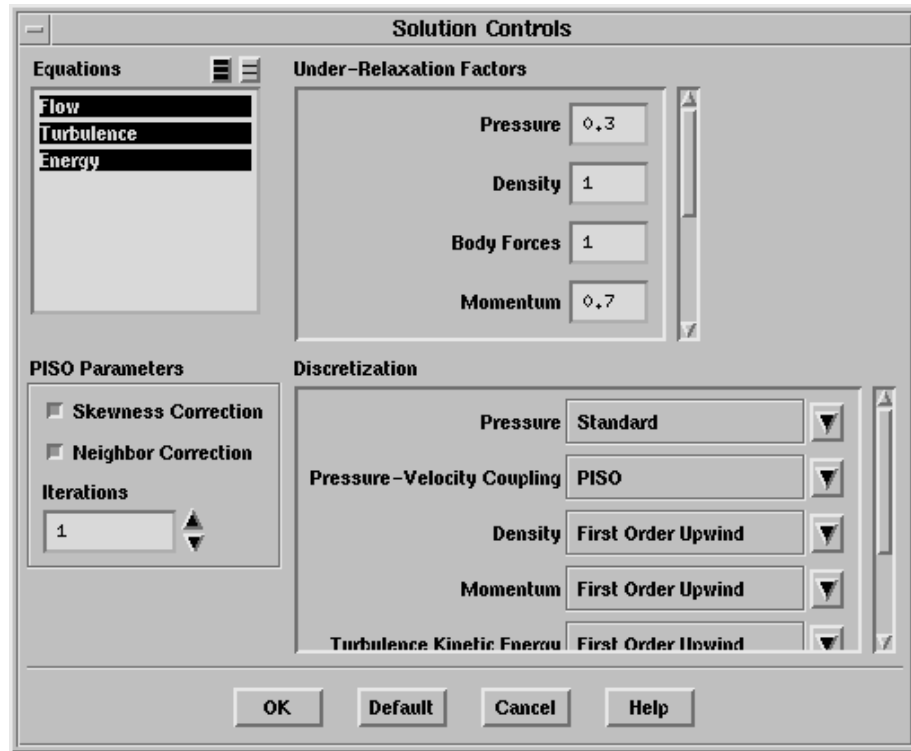 Solution Controls
Equations
Flow
Turbulence
Energy
Under-Relaxation Factors
Pressure 0.3
Density 1
Body Forces 1
Momentum 0.7
PISO Parameters
Skewness Correction
Neighbor Correction
Iterations
1
Discretization
Pressure Standard
Pressure-Velocity Coupling PISO
Density First Order Upwind
Momentum First Order Upwind
Turbulence Kinetic Energy First Order Upwind
OK Default Cancel Help